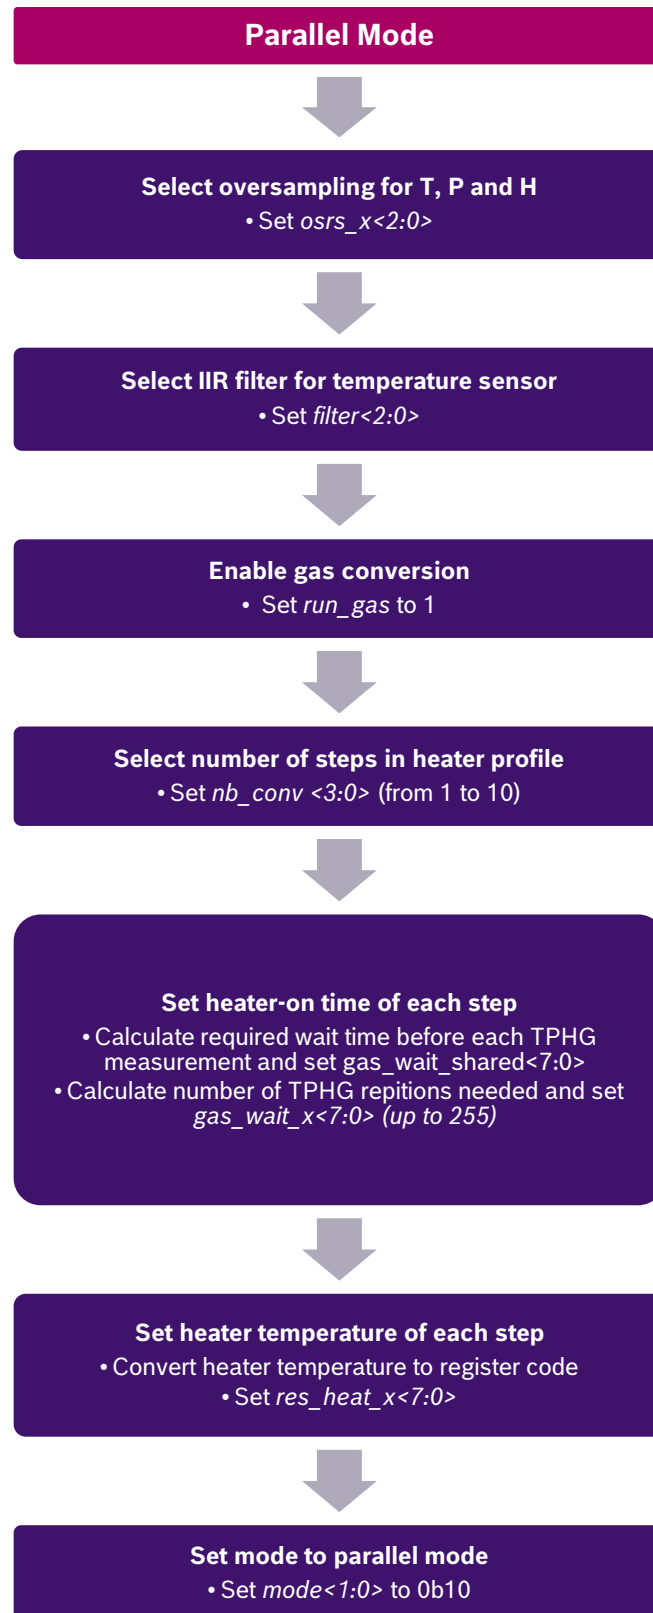 Parallel Mode
Select oversampling for T, P and H
• Set osrs_x<2:0>
Select IIR filter for temperature sensor
• Set filter<2:0>
Enable gas conversion
• Set run_gas to 1
Select number of steps in heater profile
• Set nb_conv <3:0> (from 1 to 10)
Set heater-on time of each step
• Calculate required wait time before each TPHG
measurement and set gas_wait_shared<7:0>
• Calculate number of TPHG repitions needed and set
gas_wait_x<7:0> (up to 255)
Set heater temperature of each step
• Convert heater temperature to register code
• Set res_heat_x<7:0>
Set mode to parallel mode
• Set mode<1:0> to 0b10